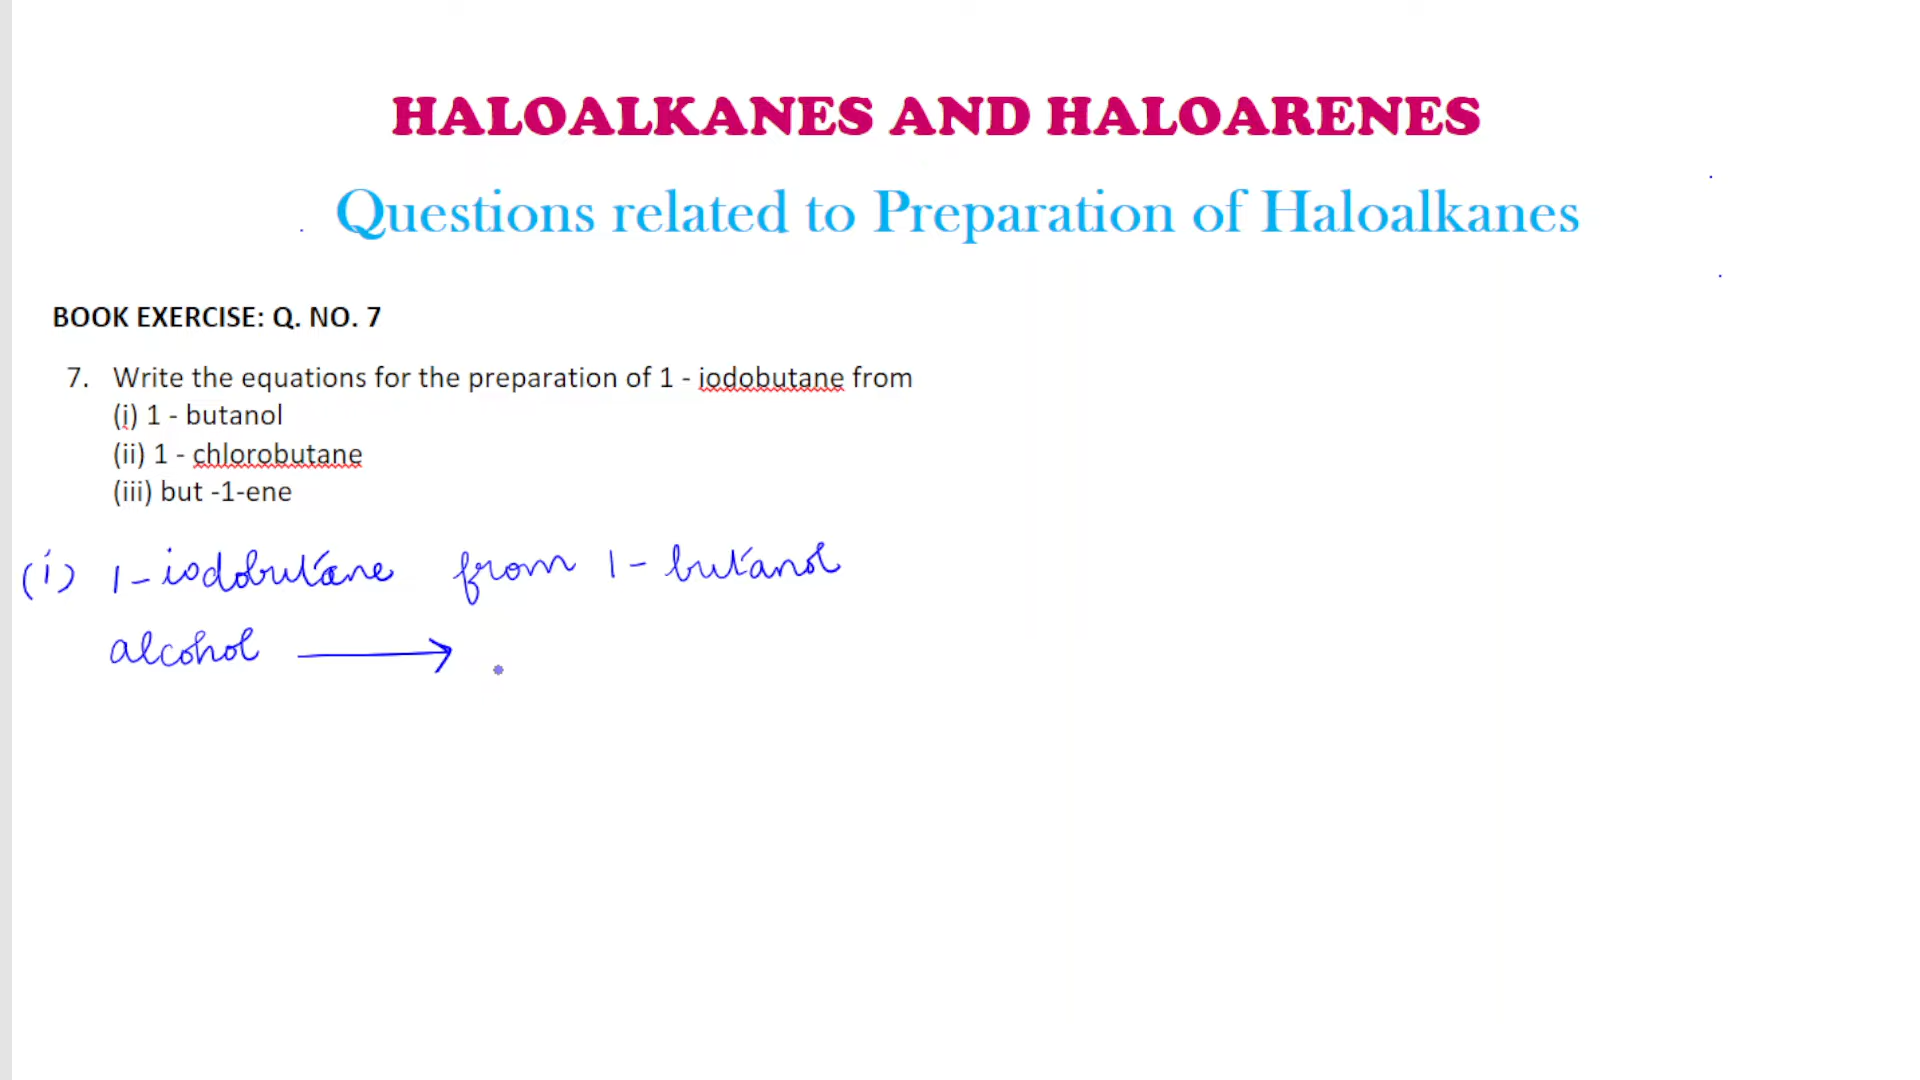 HALOALKANES AND HALOARENES
Questions related to Preparation of Haloalkanes
BOOK EXERCISE: Q. NO. 7
7. Write the equations for the preparation of 1 - iodobutane from
(i) 1 - butanol
(ii) 1 - chlorobutane
(iii) but -1-ene
(i) 1-iodobutane from 1-butanol
alcohol ⟶